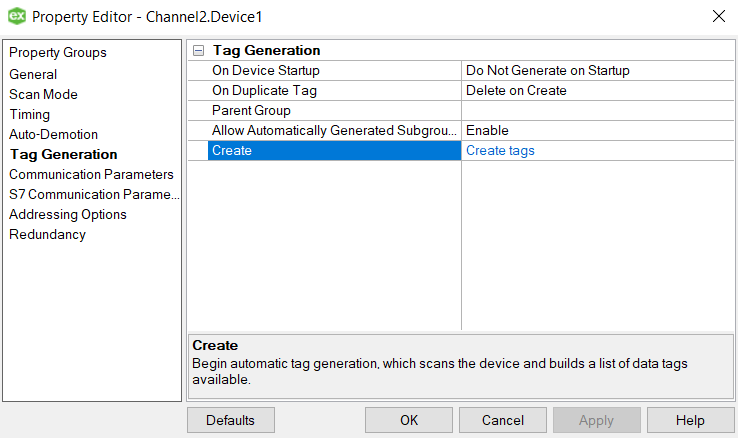 ex Property Editor - Channel2.Device1
Property Groups
General
Scan Mode
Timing
Auto-Demotion
Tag Generation
Communication Parameters
S7 Communication Parame...
Addressing Options
Redundancy
Tag Generation
On Device Startup Do Not Generate on Startup
On Duplicate Tag Delete on Create
Parent Group
Allow Automatically Generated Subgrou... Enable
Create Create tags
Create
Begin automatic tag generation, which scans the device and builds a list of data tags
available.
Defaults OK Cancel Apply Help